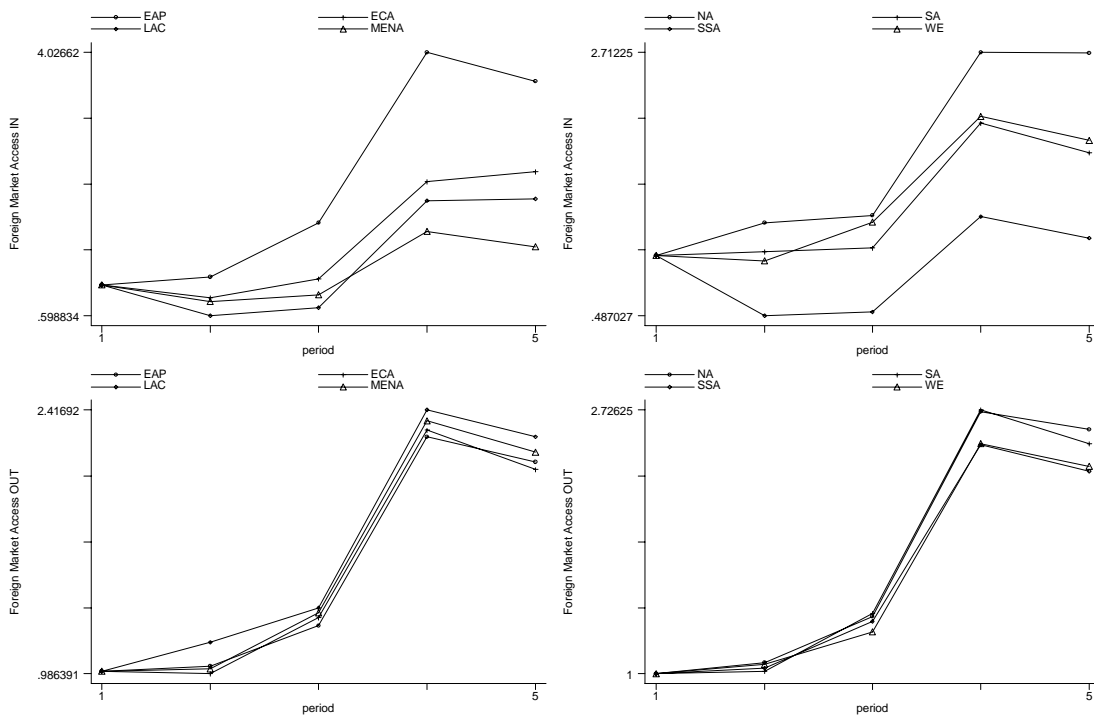 EAP ECA
LAC MENA
4.02662
Foreign Market Access IN
.598834
1 5
period
NA SA
SSA WE
2.71225
Foreign Market Access IN
.487027
1 5
period
EAP ECA
LAC MENA
2.41692
Foreign Market Access OUT
.986391
1 5
period
NA SA
SSA WE
2.72625
Foreign Market Access OUT
1
1 5
period